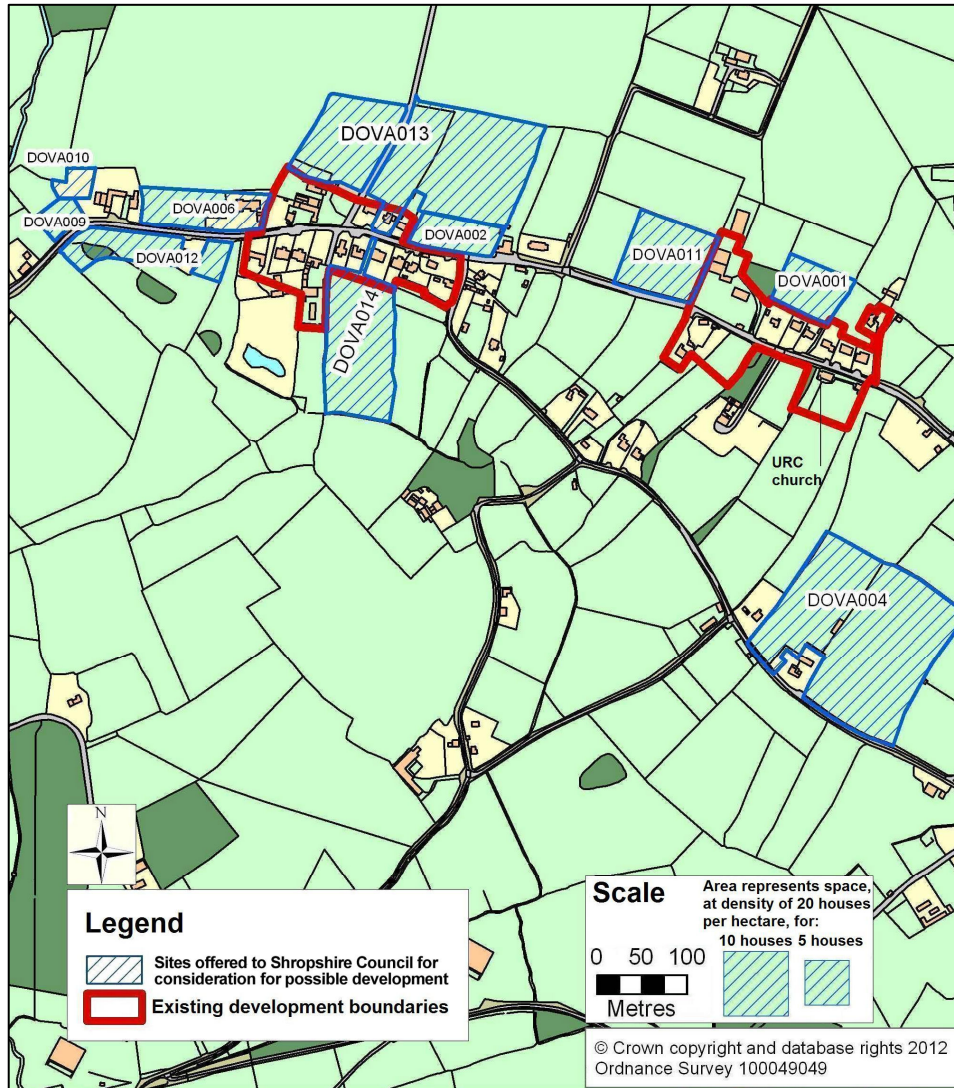 DOVA013
DOVA010
DOVA009
DOVA006
DOVA002
DOVA012
DOVA011
DOVA001
DOVA014
URC
church
DOVA004
N
Legend
Sites offered to Shropshire Council for
consideration for possible development
Existing development boundaries
Scale
Area represents space,
at density of 20 houses
per hectare, for:
10 houses 5 houses
0 50 100
Metres
© Crown copyright and database rights 2012
Ordnance Survey 100049049